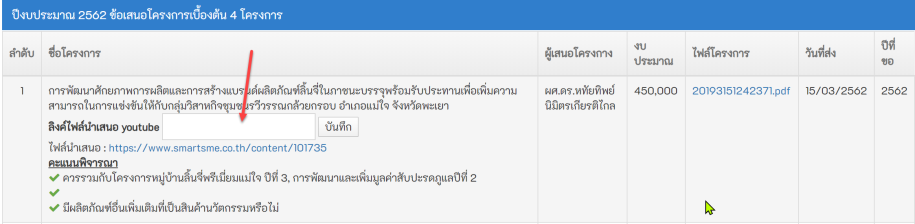 ปีงบประมาณ 2562 ข้อเสนอโครงการเบื้องต้น 4 โครงการ
ลำดับ ชื่อโครงการ ผู้เสนอโครงกาง งบประมาณ ไฟล์โครงการ วันที่ส่ง ปีที่ขอ
1 การพัฒนาศักยภาพการผลิตและการสร้างแบรนด์ผลิตภัณฑ์ลิ้นจี่ในภาชนะบรรจุพร้อมรับประทานเพื่อเพิ่มความ ผศ.ดร.หทัยทิพย์ 450,000 20193151242371.pdf 15/03/2562 2562
สามารถในการแข่งขันให้กับกลุ่มวิสาหกิจชุมชนรวีวรรณกล้วยกรอบ อำเภอแม่ใจ จังหวัดพะเยา นิมิตรเกียรติไกล
ลิงค์ไฟล์นำเสนอ youtube บันทึก
ไฟล์นำเสนอ : https://www.smartsme.co.th/content/101735
คะแนนพิจารณา
ควรรวมกับโครงการหมู่บ้านลิ้นจี่พรีเมี่ยมแม่ใจ ปีที่ 3, การพัฒนาและเพิ่มมูลค่าสับปะรดภูแลปีที่ 2
มีผลิตภัณฑ์อื่นเพิ่มเติมที่เป็นสินค้านวัตกรรมหรือไม่